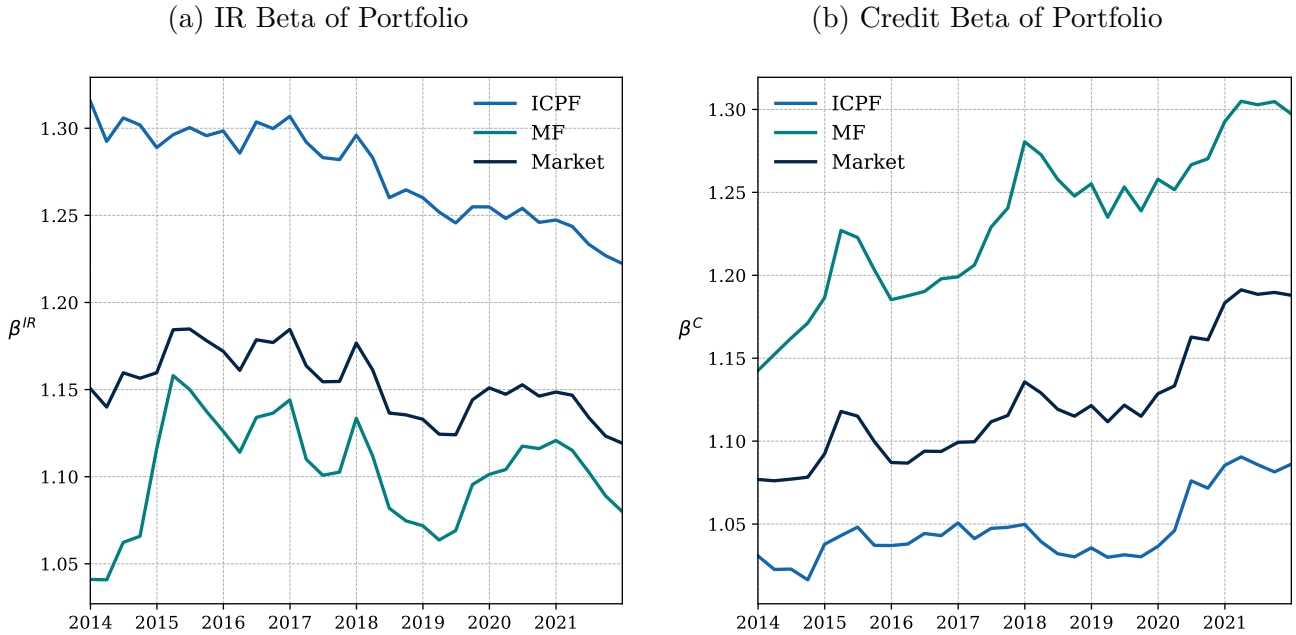 (a) IR Beta of Portfolio
ICPF
MF
Market
1.30
1.25
1.20
1.15
1.10
1.05
β^{IR}
2014 2015 2016 2017 2018 2019 2020 2021
(b) Credit Beta of Portfolio
ICPF
MF
Market
1.30
1.25
1.20
1.15
1.10
1.05
β^{C}
2014 2015 2016 2017 2018 2019 2020 2021